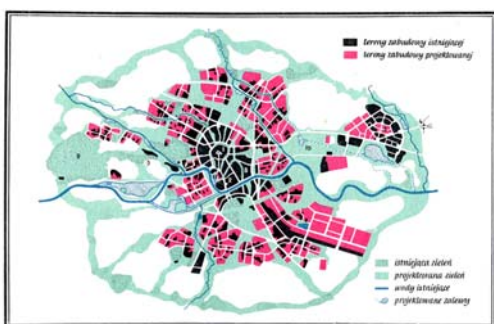 tereny zabudowy istniejącej
tereny zabudowy projektowanej
istniejąca zieleń
projektowana zieleń
wody istniejące
projektowane zalewy